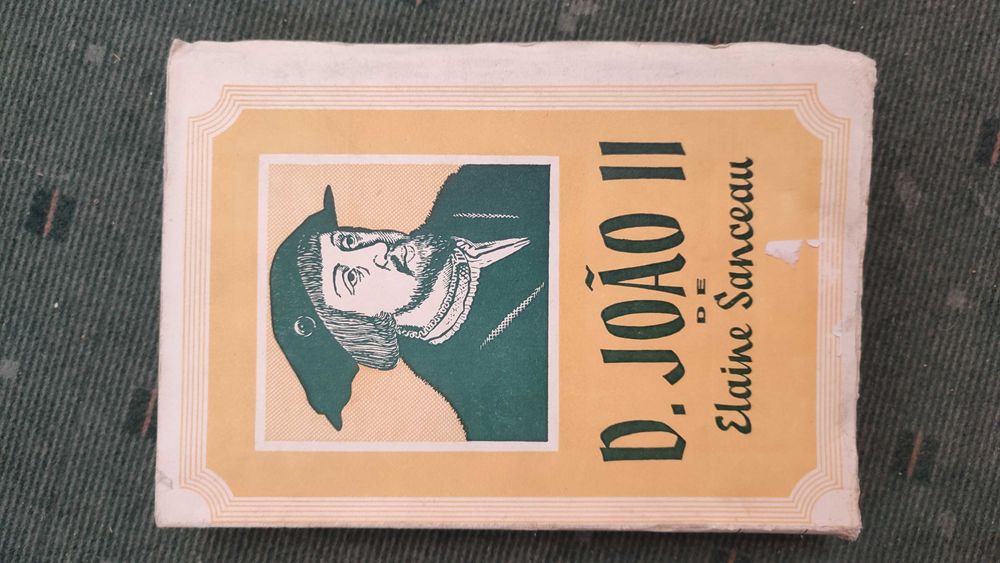 D. JOÃO II
DE
Elaine Sanceau